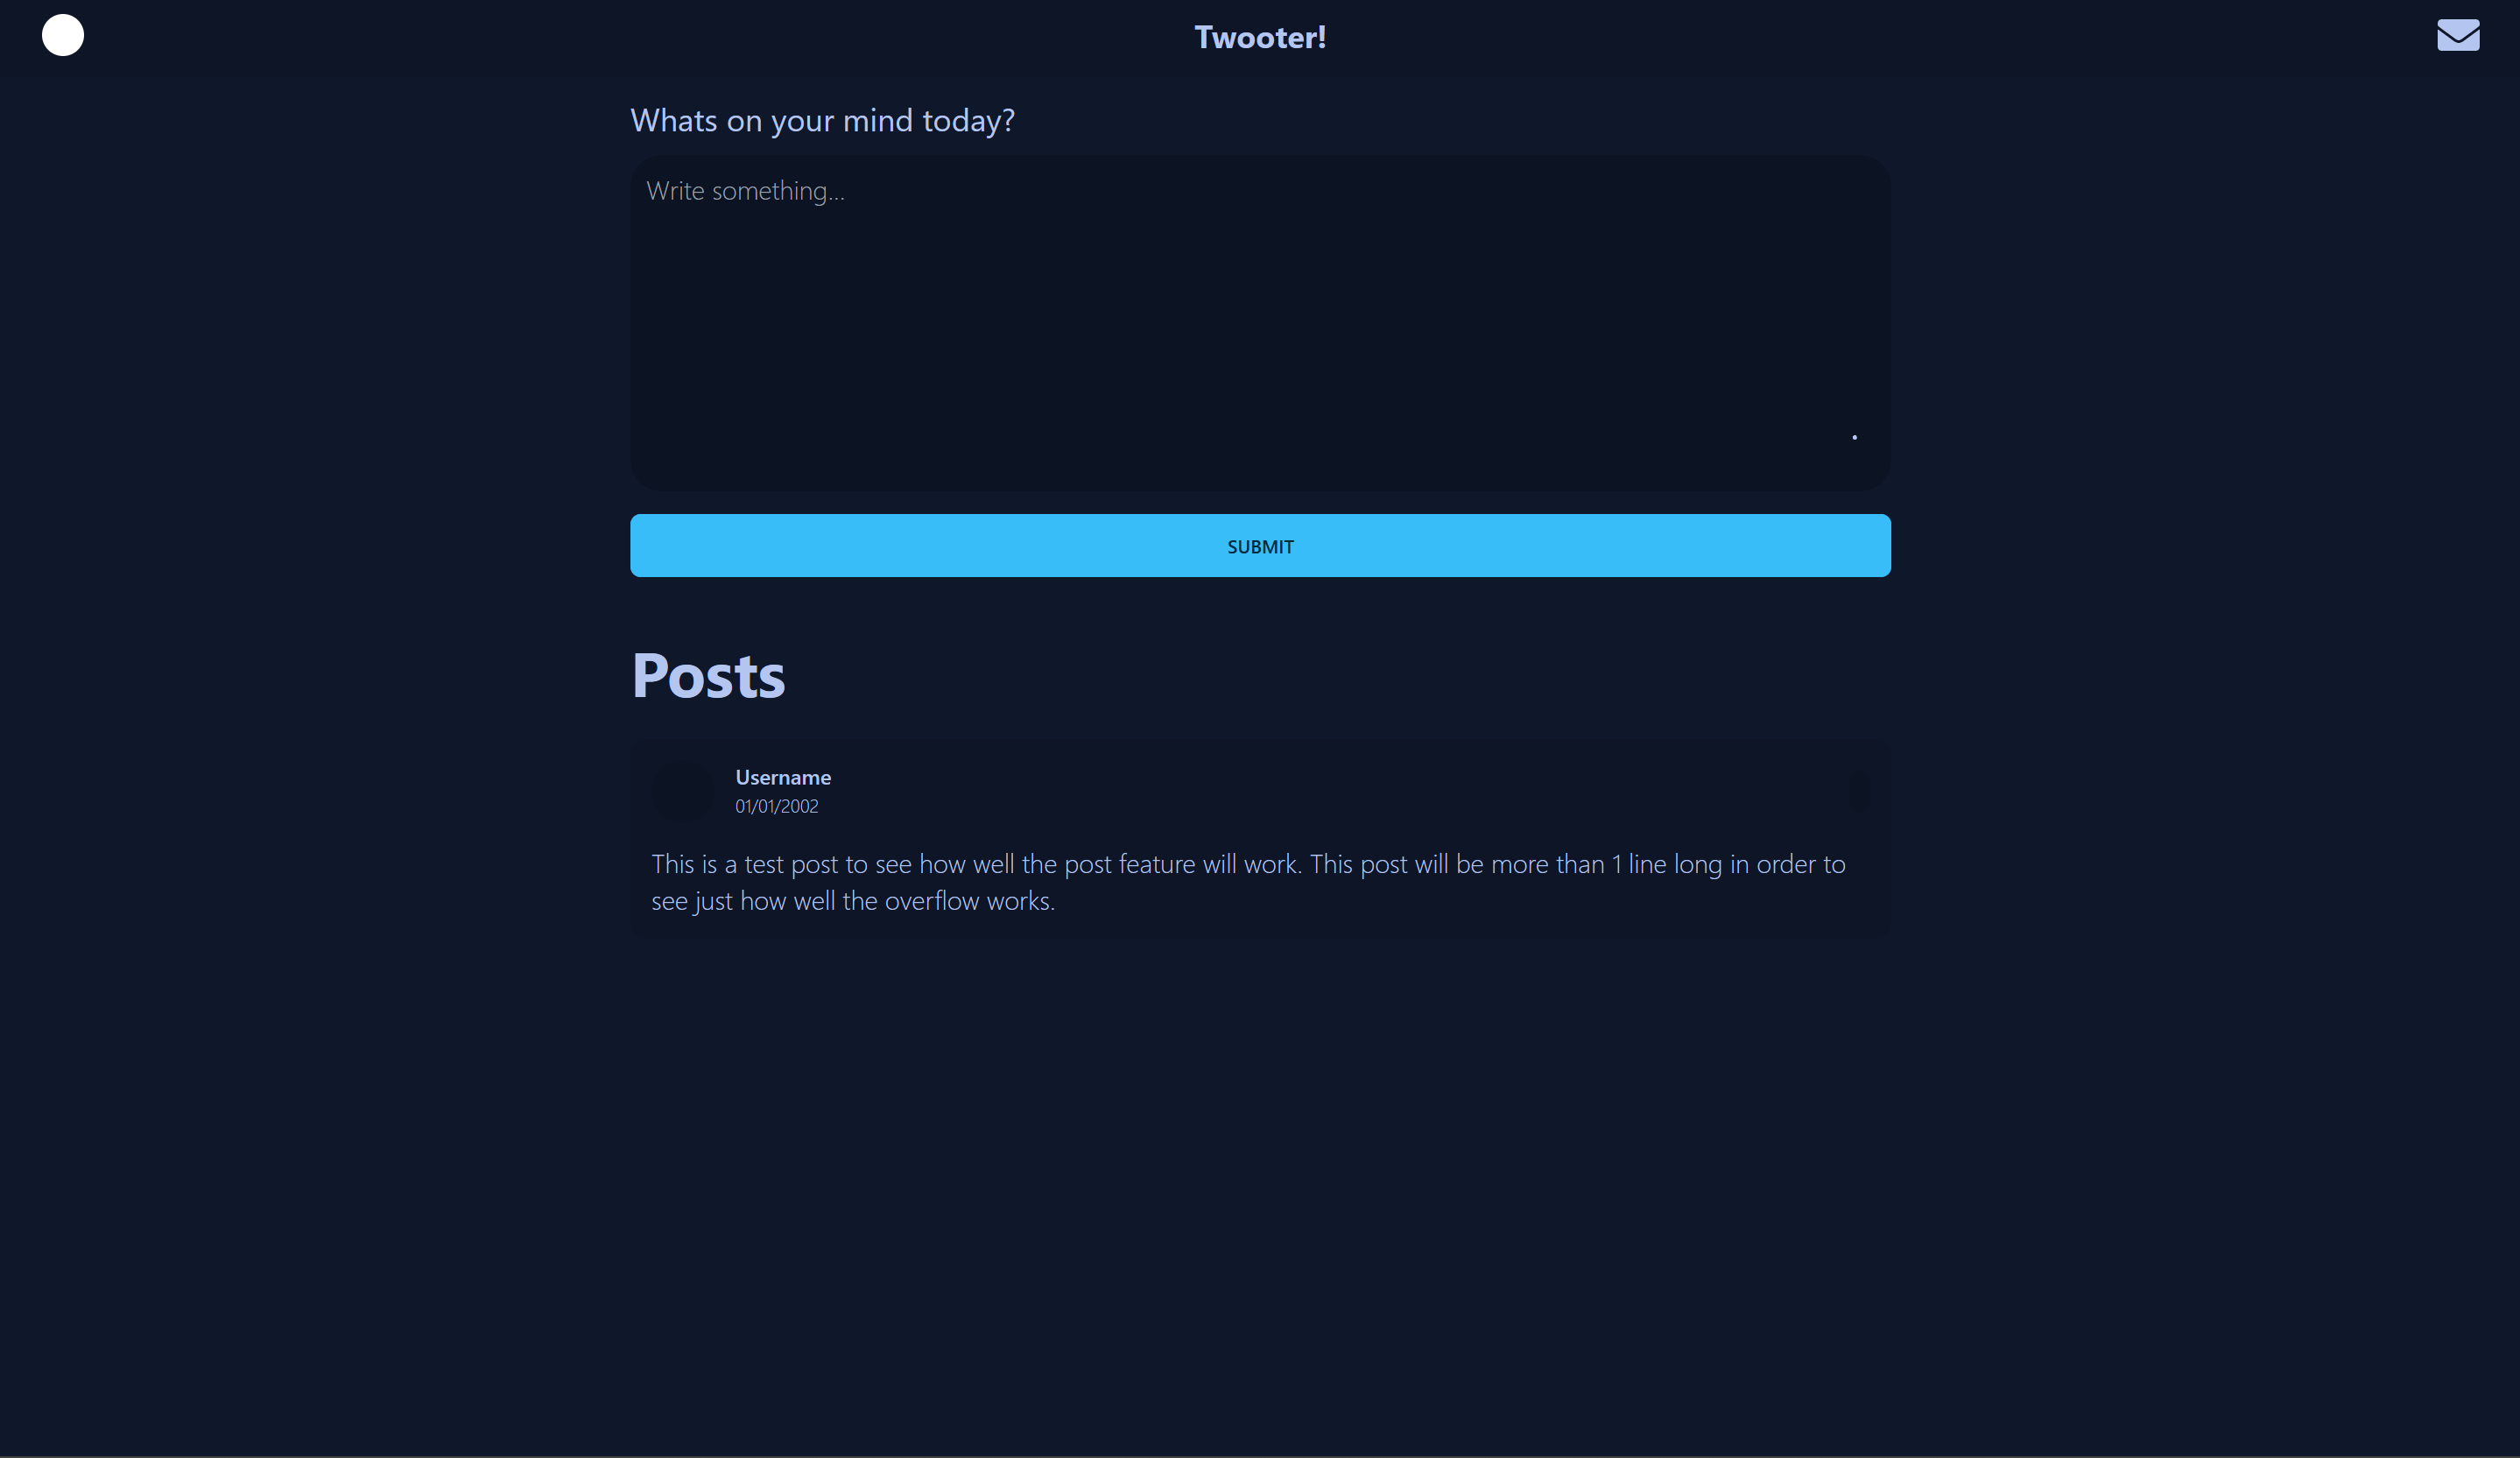 Twooter!
Whats on your mind today?
Write something...
SUBMIT
Posts
Username
01/01/2002
This is a test post to see how well the post feature will work. This post will be more than 1 line long in order to
see just how well the overflow works.